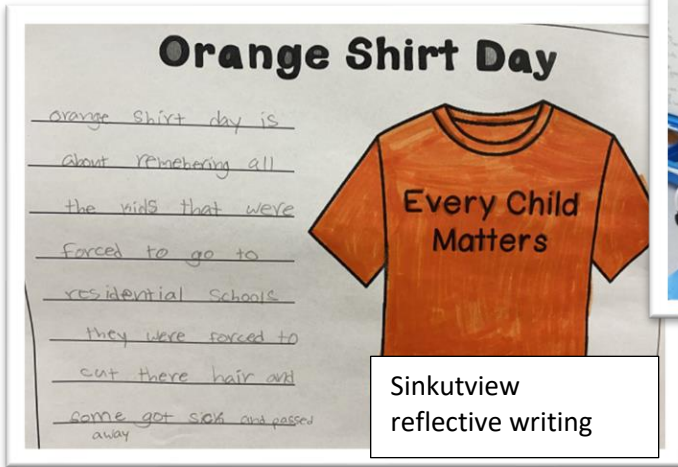 Orange Shirt Day
orange shirt day is
about remehering all
the kids that were
forced to go to
residential schools
they were forced to
cut there hair and
some got sick and passed
away
Every Child
Matters
Sinkutview
reflective writing